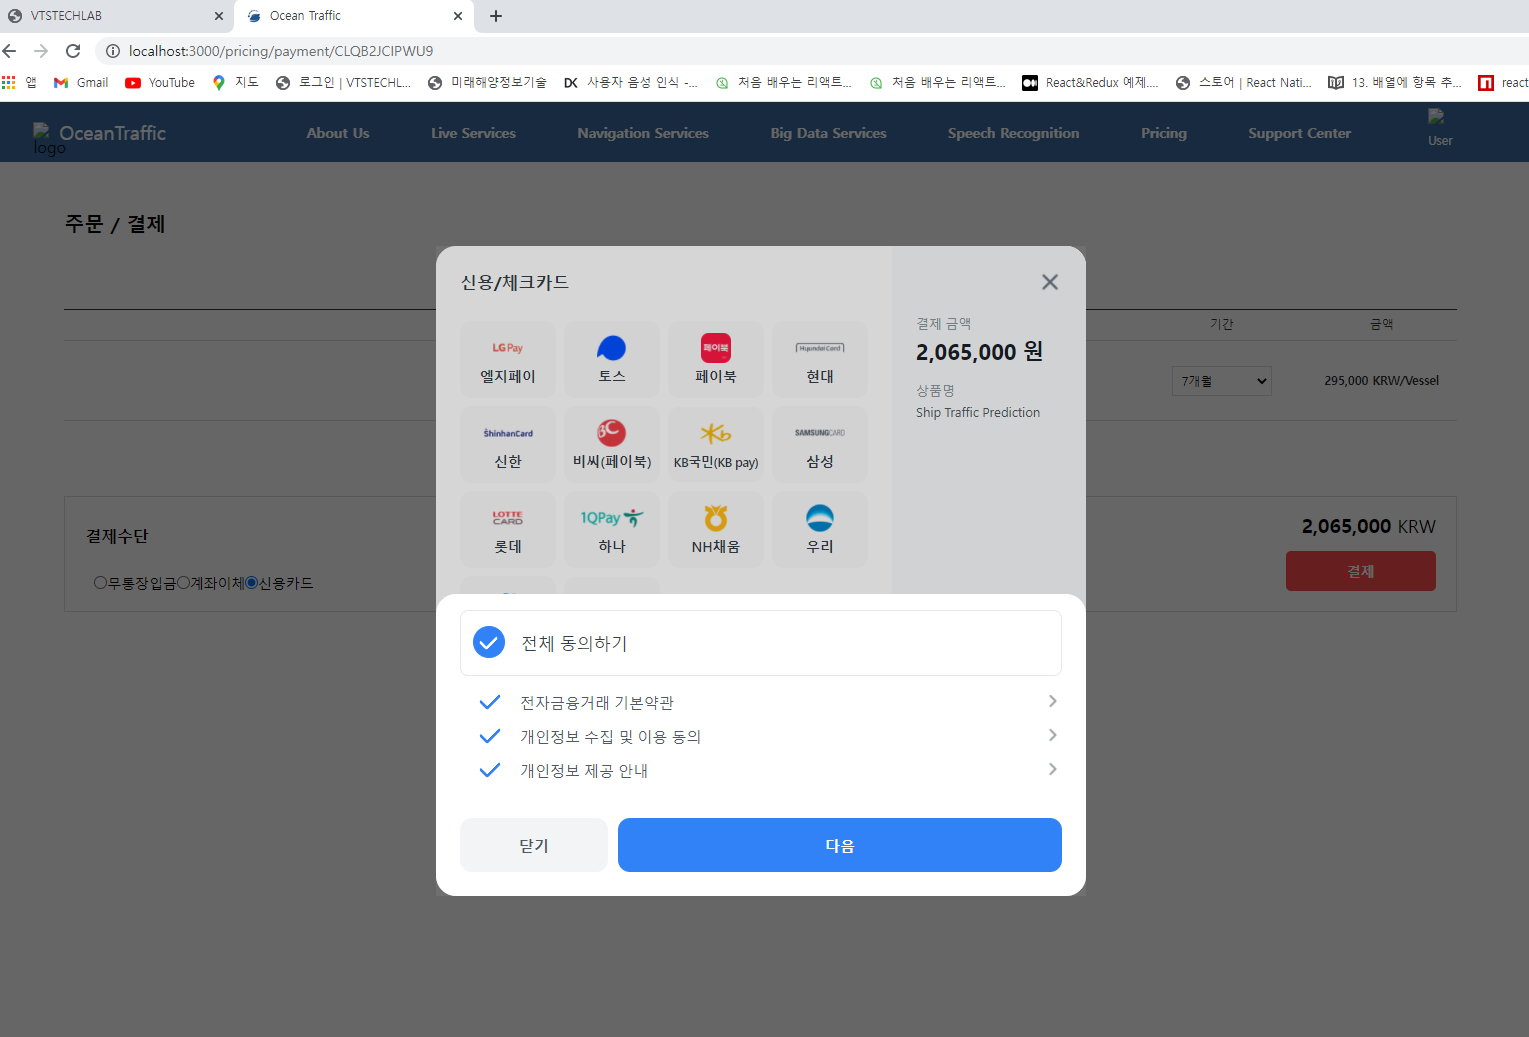 VTSTECHLAB
Ocean Traffic
localhost:3000/pricing/payment/CLQB2JCIPWU9
앱 Gmail YouTube 지도 로그인 | VTSTECHL... 미래해양정보기술 사용자 음성 인식 -... 처음 배우는 리액트... 처음 배우는 리액트... React&Redux 예제.... 스토어 | React Nati... 13. 배열에 항목 추... react
logo OceanTraffic About Us Live Services Navigation Services Big Data Services Speech Recognition Pricing Support Center User
주문 / 결제
기간 금액
7개월 295,000 KRW/Vessel
결제수단
무통장입금 계좌이체 신용카드
2,065,000 KRW
결제
신용/체크카드
LG Pay
엘지페이
토스
페이북
페이북
HyundaiCard
현대
ShinhanCard
신한
BC
비씨(페이북)
Kb
KB국민(KB pay)
SAMSUNG CARD
삼성
LOTTE CARD
롯데
1QPay
하나
NH채움
우리
결제 금액
2,065,000 원
상품명
Ship Traffic Prediction
전체 동의하기
전자금융거래 기본약관
개인정보 수집 및 이용 동의
개인정보 제공 안내
닫기
다음